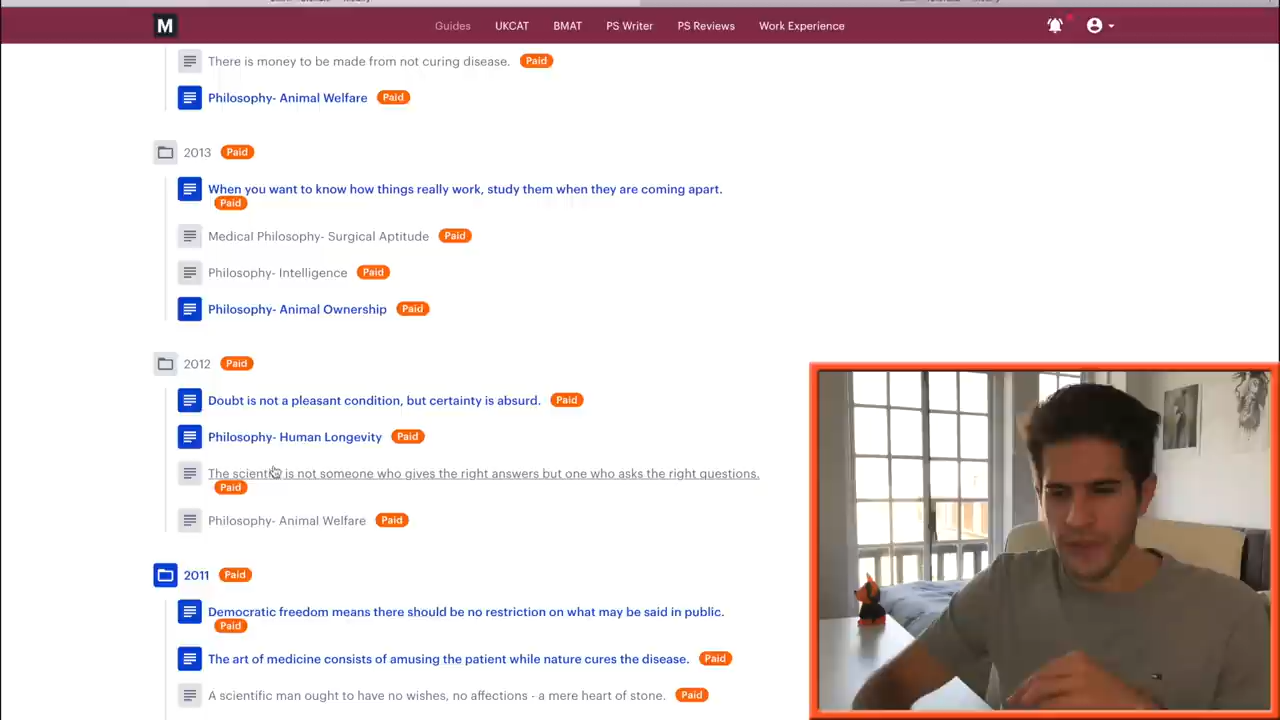 M
Guides UKCAT BMAT PS Writer PS Reviews Work Experience
There is money to be made from not curing disease. Paid
Philosophy- Animal Welfare Paid
2013 Paid
When you want to know how things really work, study them when they are coming apart.
Paid
Medical Philosophy- Surgical Aptitude Paid
Philosophy- Intelligence Paid
Philosophy- Animal Ownership Paid
2012 Paid
Doubt is not a pleasant condition, but certainty is absurd. Paid
Philosophy- Human Longevity Paid
The scientist is not someone who gives the right answers but one who asks the right questions.
Paid
Philosophy- Animal Welfare Paid
2011 Paid
Democratic freedom means there should be no restriction on what may be said in public.
Paid
The art of medicine consists of amusing the patient while nature cures the disease. Paid
A scientific man ought to have no wishes, no affections - a mere heart of stone. Paid